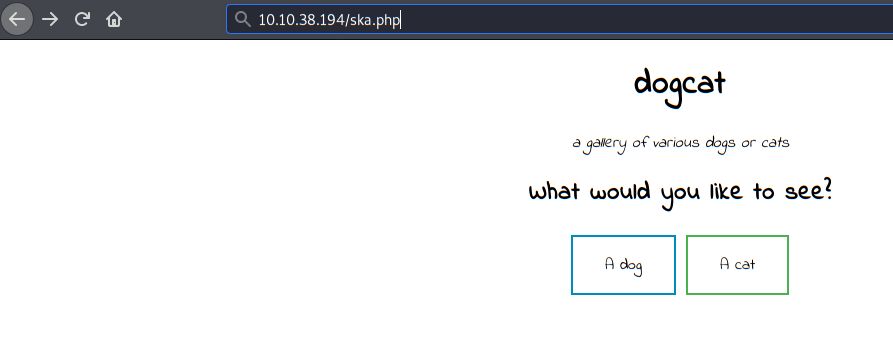 10.10.38.194/ska.php
dogcat
a gallery of various dogs or cats
What would you like to see?
A dog A cat